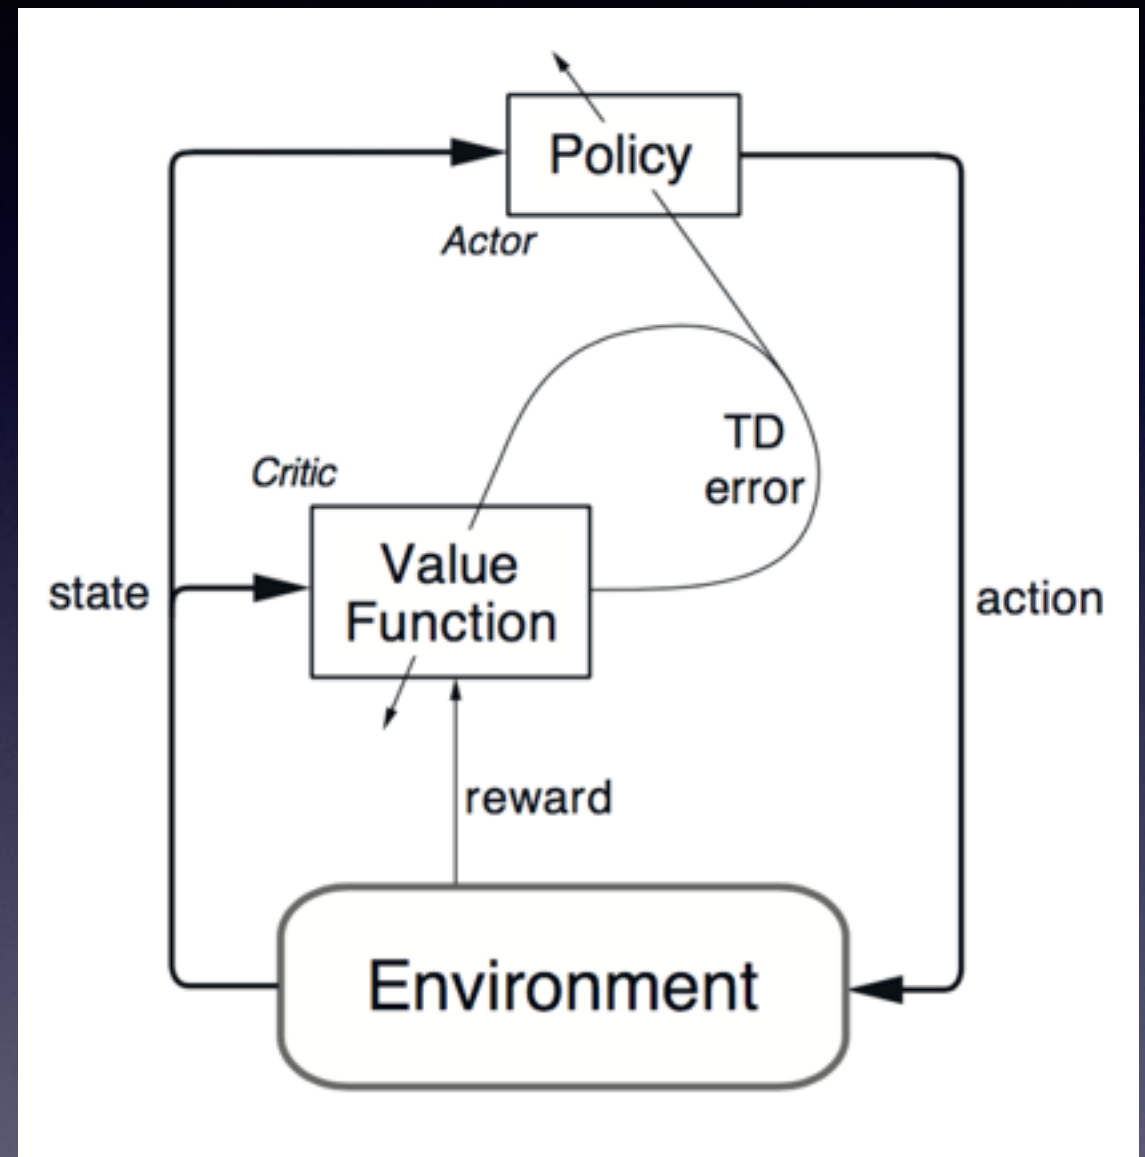 Policy
Actor
TD
error
Critic
Value
Function
state
action
reward
Environment